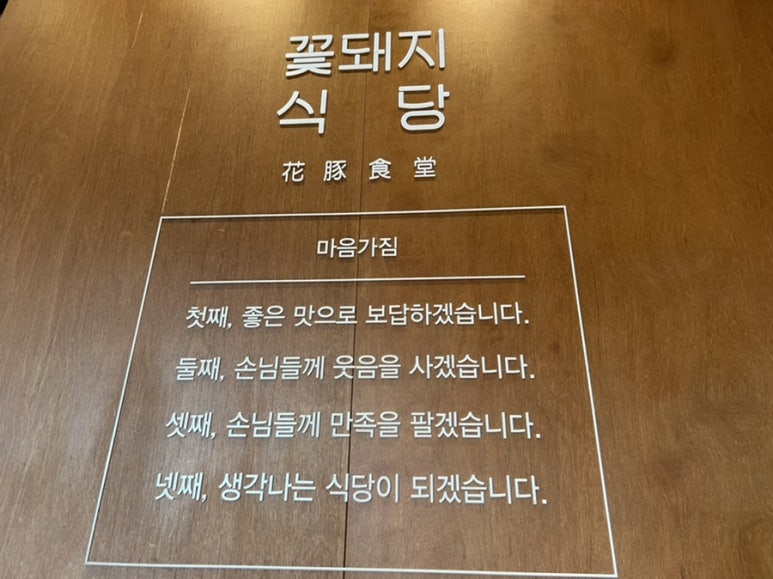 꽃돼지
식 당
花豚食堂
마음가짐
첫째, 좋은 맛으로 보답하겠습니다.
둘째, 손님들께 웃음을 사겠습니다.
셋째, 손님들께 만족을 팔겠습니다.
넷째, 생각나는 식당이 되겠습니다.